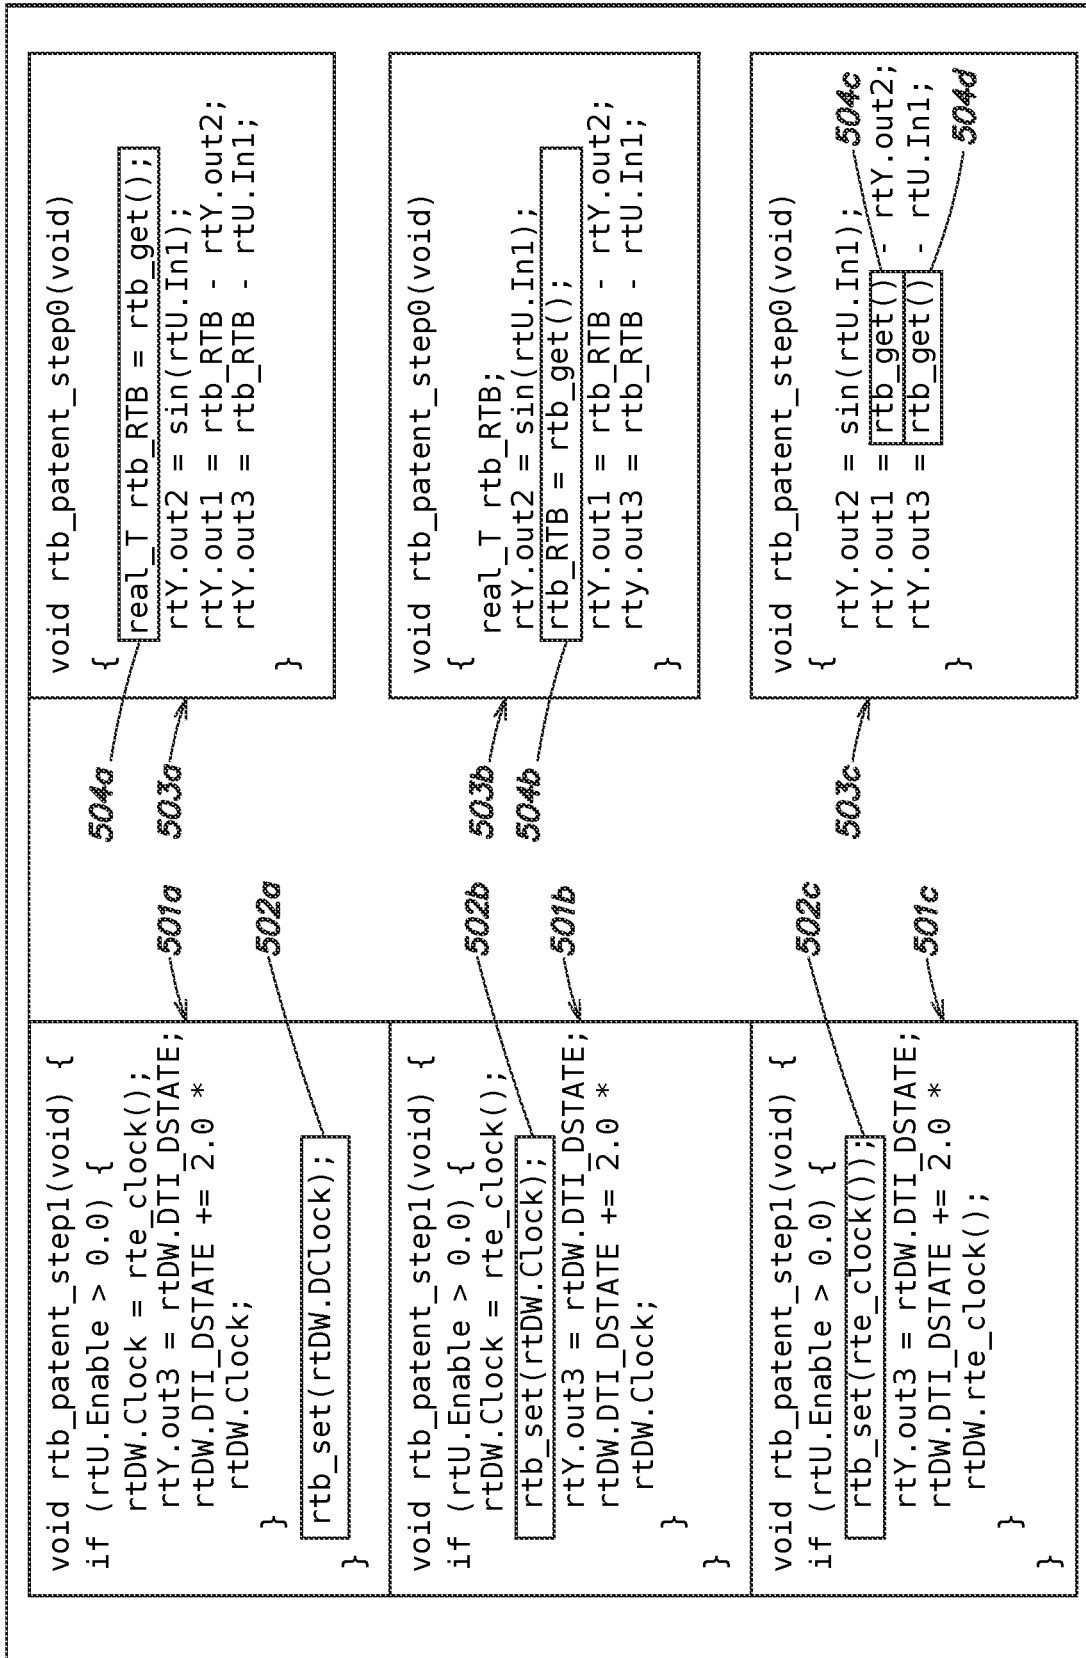 void rtb_patent_step1(void) {
if (rtU.Enable > 0.0) {
rtDW.Clock = rte_clock();
rtY.out3 = rtDW.DTI_DSTATE;
rtDW.DTI_DSTATE += 2.0 *
rtDW.Clock;
}
rtb_set(rtDW.DClock);
}
501a
502a
void rtb_patent_step0(void)
{
real_T rtb_RTB = rtb_get();
rtY.out2 = sin(rtU.In1);
rtY.out1 = rtb_RTB - rtY.out2;
rtY.out3 = rtb_RTB - rtU.In1;
}
504a
503a
void rtb_patent_step1(void) {
if (rtU.Enable > 0.0) {
rtDW.Clock = rte_clock();
rtb_set(rtDW.Clock);
rtY.out3 = rtDW.DTI_DSTATE;
rtDW.DTI_DSTATE += 2.0 *
rtDW.Clock;
}
}
502b
501b
void rtb_patent_step0(void)
{
real_T rtb_RTB;
rtY.out2 = sin(rtU.In1);
rtb_RTB = rtb_get();
rtY.out1 = rtb_RTB - rtY.out2;
rty.out3 = rtb_RTB - rtU.In1;
}
503b
504b
void rtb_patent_step1(void) {
if (rtU.Enable > 0.0) {
rtb_set(rte_clock());
rtY.out3 = rtDW.DTI_DSTATE;
rtDW.DTI_DSTATE += 2.0 *
rtDW.rte_clock();
}
}
502c
501c
void rtb_patent_step0(void)
{
rtY.out2 = sin(rtU.In1);
rtY.out1 = rtb_get() - rtY.out2;
rtY.out3 = rtb_get() - rtU.In1;
}
503c
504c
504d